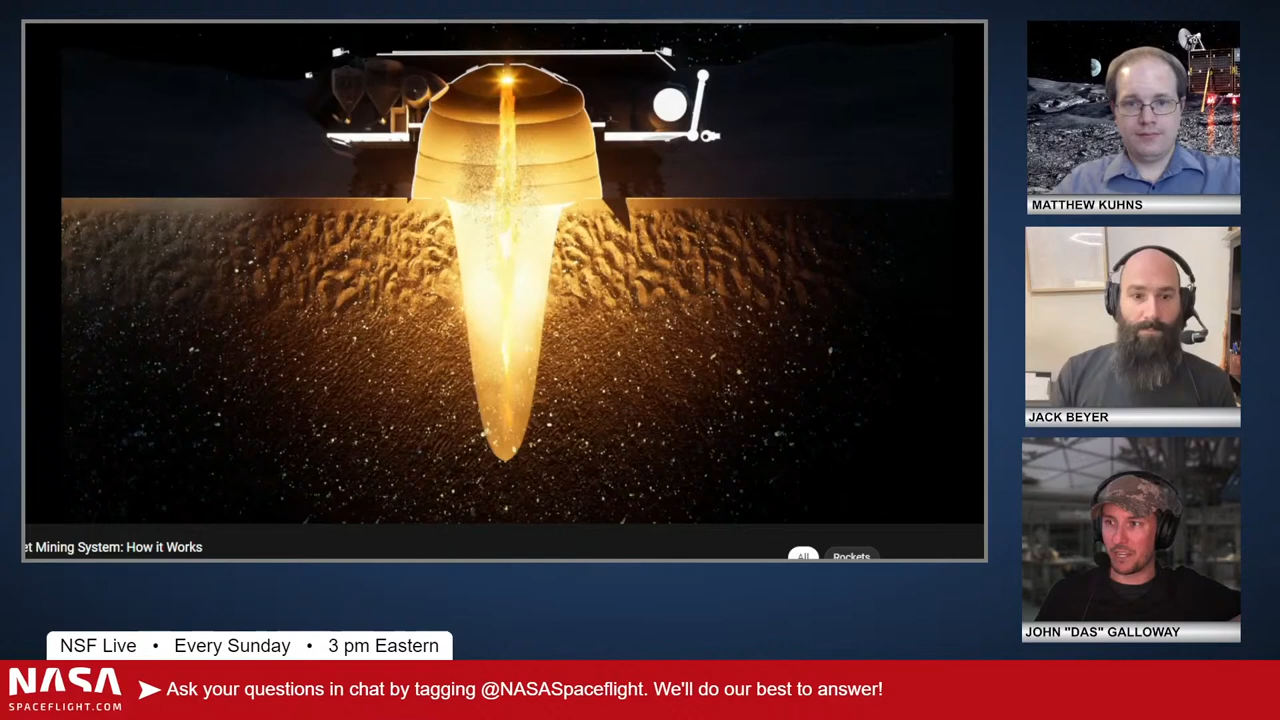 MATTHEW KUHNS
JACK BEYER
et Mining System: How it Works
All
Rockets
JOHN "DAS" GALLOWAY
NSF Live • Every Sunday • 3 pm Eastern
NASA
SPACEFLIGHT.COM
Ask your questions in chat by tagging @NASASpaceflight. We'll do our best to answer!